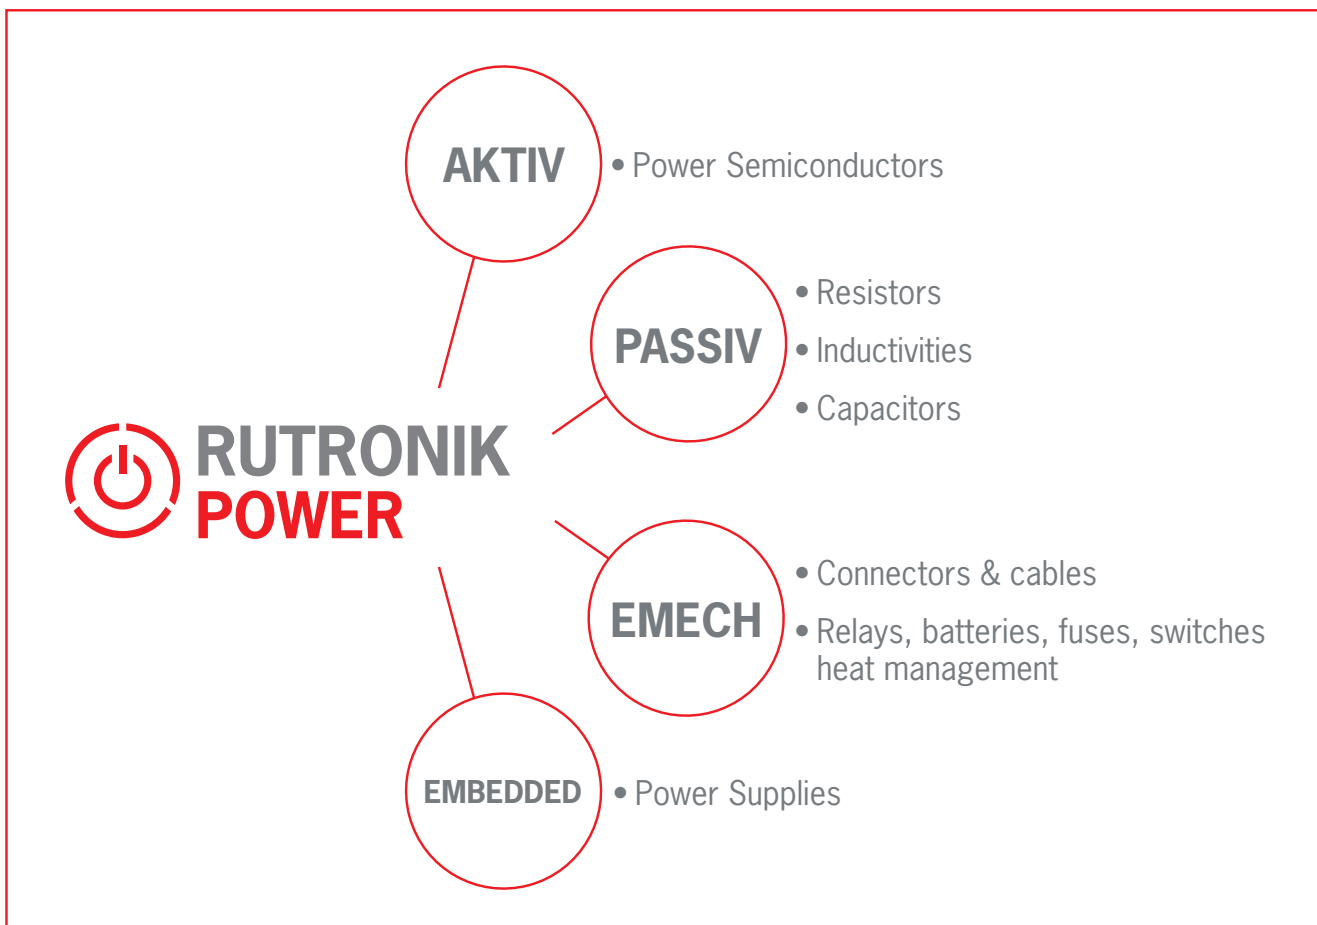 AKTIV
• Power Semiconductors
PASSIV
• Resistors
• Inductivities
• Capacitors
RUTRONIK
POWER
EMECH
• Connectors & cables
• Relays, batteries, fuses, switches
heat management
EMBEDDED
• Power Supplies